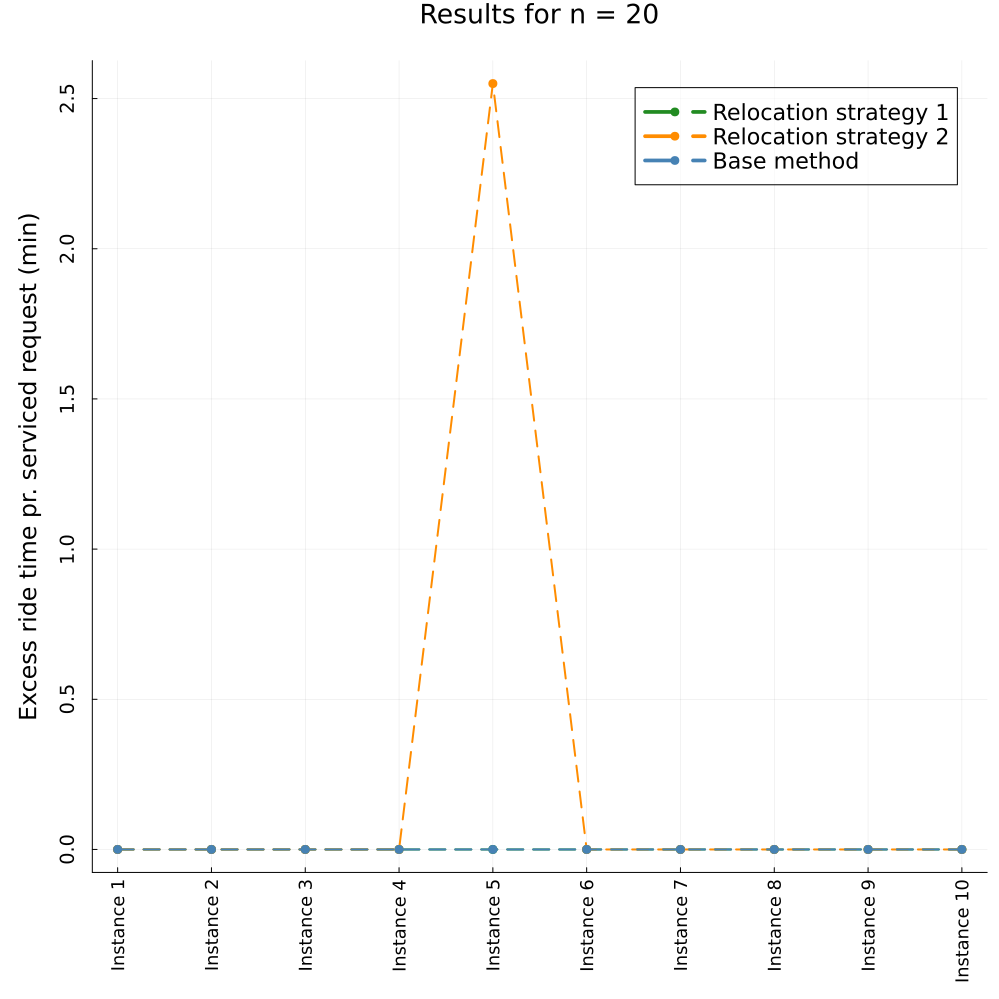 Results for n = 20
Excess ride time pr. serviced request (min)
2.5
2.0
1.5
1.0
0.5
0.0
Relocation strategy 1
Relocation strategy 2
Base method
Instance 1
Instance 2
Instance 3
Instance 4
Instance 5
Instance 6
Instance 7
Instance 8
Instance 9
Instance 10